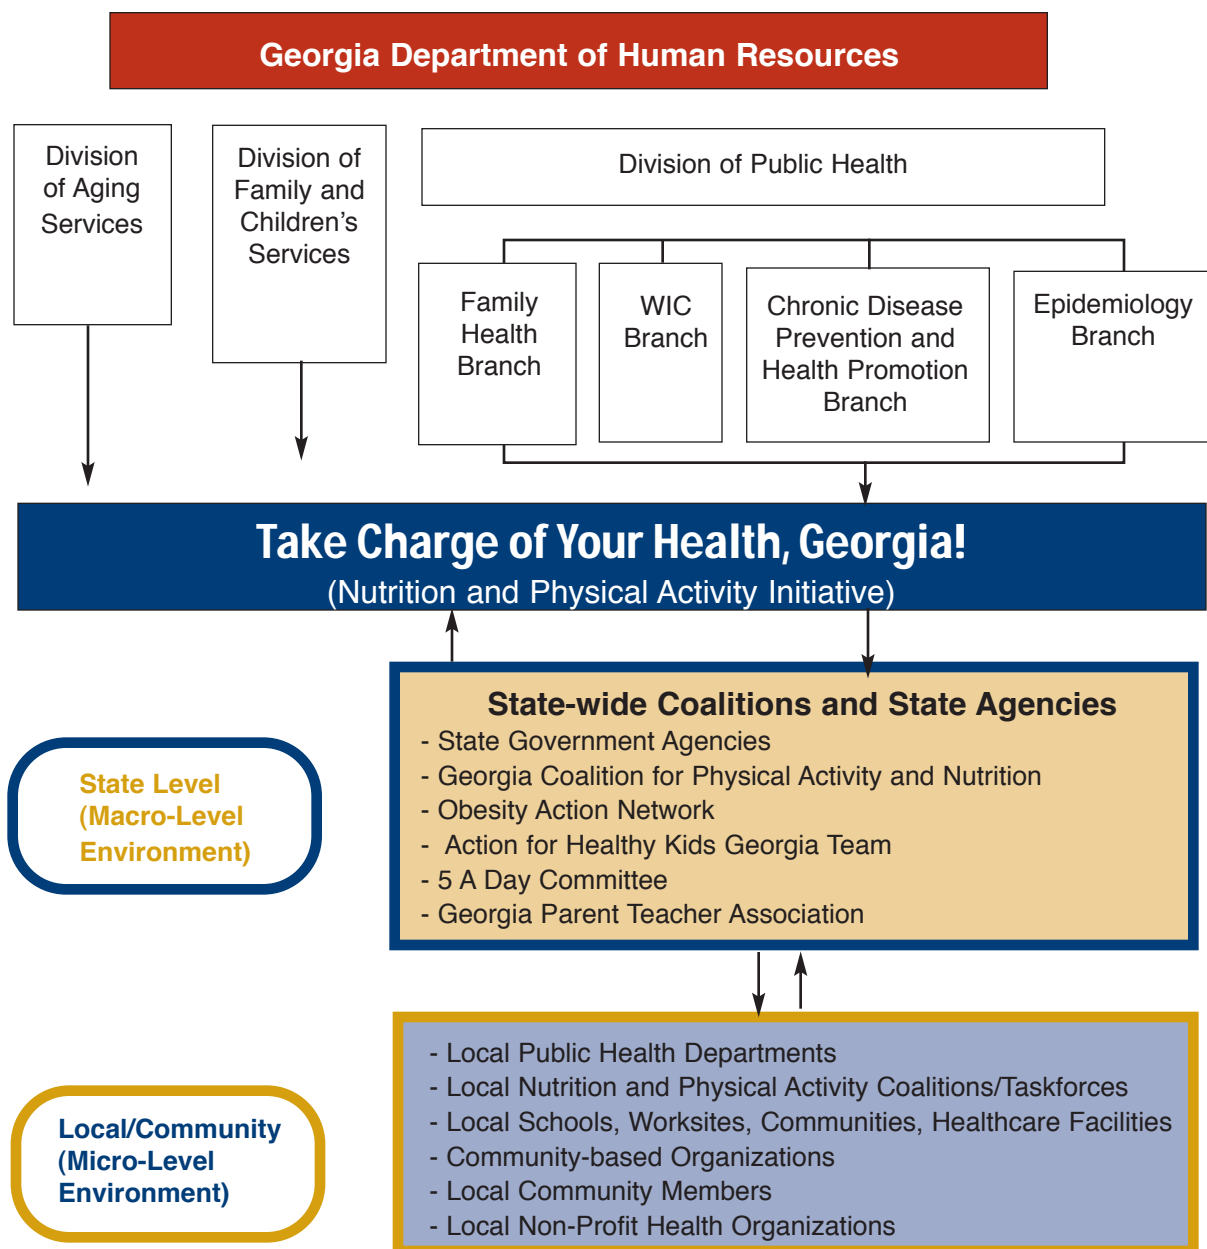 Georgia Department of Human Resources
Division
of Aging
Services
Division of
Family and
Children's
Services
Division of Public Health
Family
Health
Branch
WIC
Branch
Chronic Disease
Prevention and
Health Promotion
Branch
Epidemiology
Branch
Take Charge of Your Health, Georgia!
(Nutrition and Physical Activity Initiative)
State Level
(Macro-Level
Environment)
State-wide Coalitions and State Agencies
- State Government Agencies
- Georgia Coalition for Physical Activity and Nutrition
- Obesity Action Network
- Action for Healthy Kids Georgia Team
- 5 A Day Committee
- Georgia Parent Teacher Association
Local/Community
(Micro-Level
Environment)
- Local Public Health Departments
- Local Nutrition and Physical Activity Coalitions/Taskforces
- Local Schools, Worksites, Communities, Healthcare Facilities
- Community-based Organizations
- Local Community Members
- Local Non-Profit Health Organizations